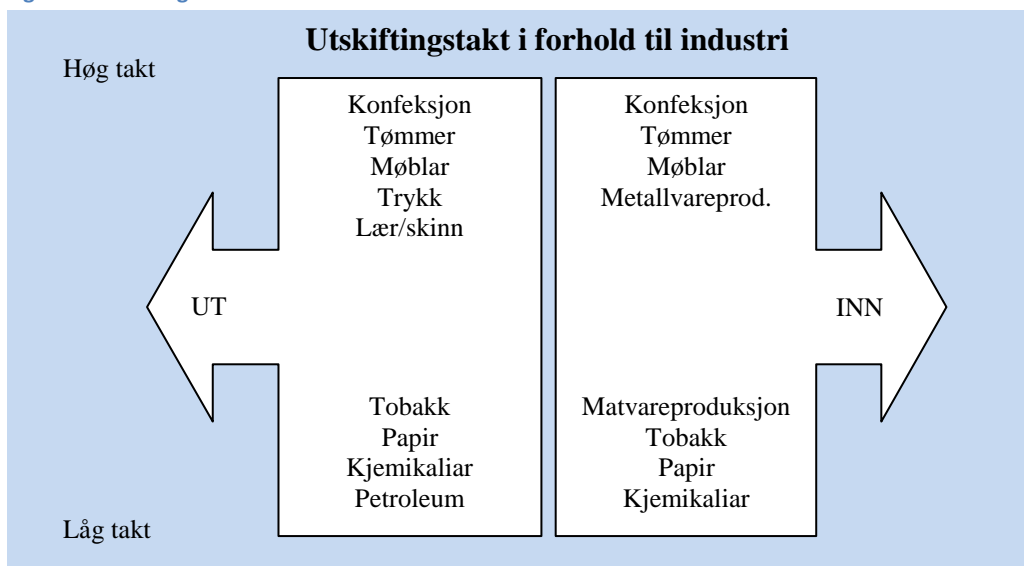 Utskiftingstakt i forhold til industri
Høg takt
Konfeksjon
Tømmer
Møblar
Trykk
Lær/skinn
UT
Tobakk
Papir
Kjemikaliar
Petroleum
Konfeksjon
Tømmer
Møblar
Metallvareprod.
INN
Matvareproduksjon
Tobakk
Papir
Kjemikaliar
Låg takt